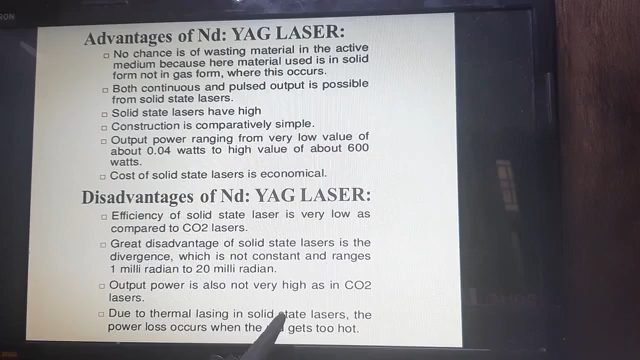 Advantages of Nd: YAG LASER:
□ No chance is of wasting material in the active
medium because here material used is in solid
form not in gas form, where this occurs.
□ Both continuous and pulsed output is possible
from solid state lasers.
□ Solid state lasers have high
□ Construction is comparatively simple.
□ Output power ranging from very low value of
about 0.04 watts to high value of about 600
watts.
□ Cost of solid state lasers is economical.
Disadvantages of Nd: YAG LASER:
□ Efficiency of solid state laser is very low as
compared to CO2 lasers.
□ Great disadvantage of solid state lasers is the
divergence, which is not constant and ranges
1 milli radian to 20 milli radian.
□ Output power is also not very high as in CO2
lasers.
□ Due to thermal lasing in solid state lasers, the
power loss occurs when the gets too hot.